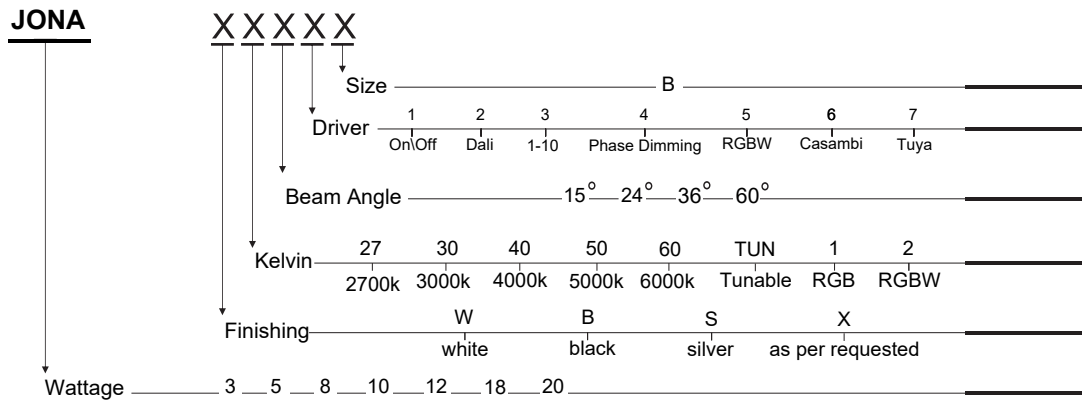 JONA X X X X X
Size B
1 2 3 4 5 6 7
Driver
On\Off Dali 1-10 Phase Dimming RGBW Casambi Tuya
Beam Angle 15° 24° 36° 60°
27 30 40 50 60 TUN 1 2
Kelvin
2700k 3000k 4000k 5000k 6000k Tunable RGB RGBW
W B S X
Finishing
white black silver as per requested
Wattage 3 5 8 10 12 18 20